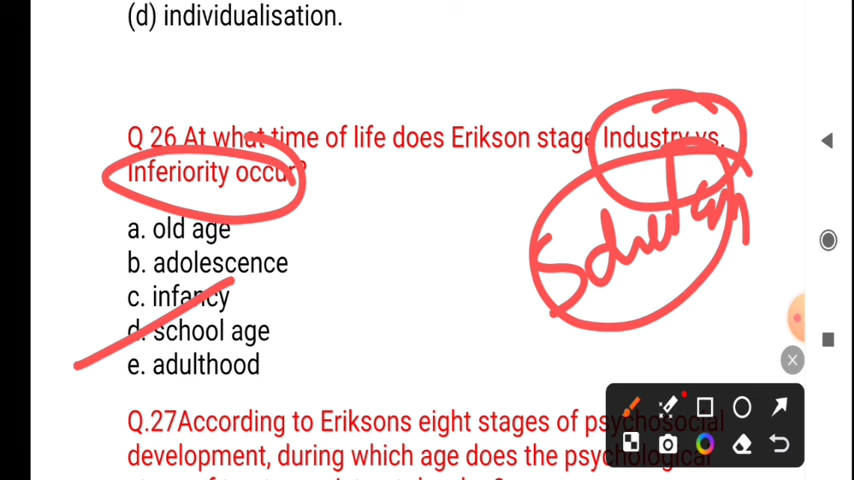 (d) individualisation.
Q 26 At what time of life does Erikson stage Industry vs.
Inferiority occur?
a. old age
b. adolescence
c. infancy
d. school age
e. adulthood
Q.27According to Eriksons eight stages of psychosocial
development, during which age does the psychological